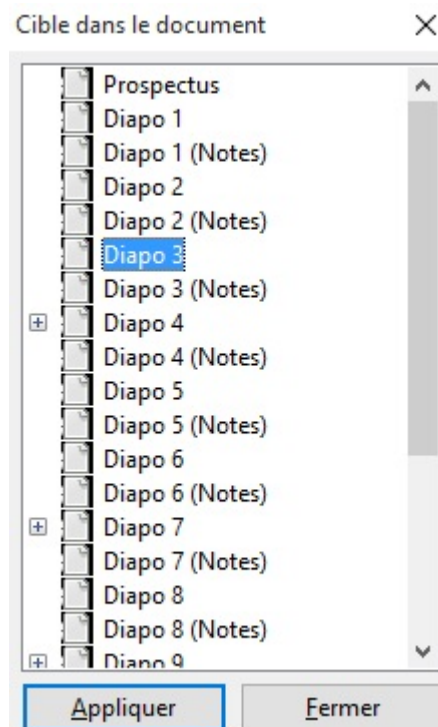 Cible dans le document
Prospectus
Diapo 1
Diapo 1 (Notes)
Diapo 2
Diapo 2 (Notes)
Diapo 3
Diapo 3 (Notes)
Diapo 4
Diapo 4 (Notes)
Diapo 5
Diapo 5 (Notes)
Diapo 6
Diapo 6 (Notes)
Diapo 7
Diapo 7 (Notes)
Diapo 8
Diapo 8 (Notes)
Diapo 9
Appliquer Fermer